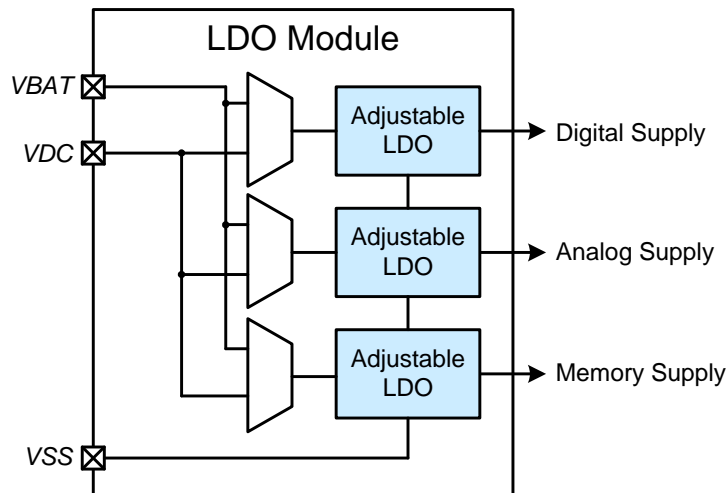 LDO Module
VBAT
Adjustable
LDO
Digital Supply
VDC
Adjustable
LDO
Analog Supply
Adjustable
LDO
Memory Supply
VSS